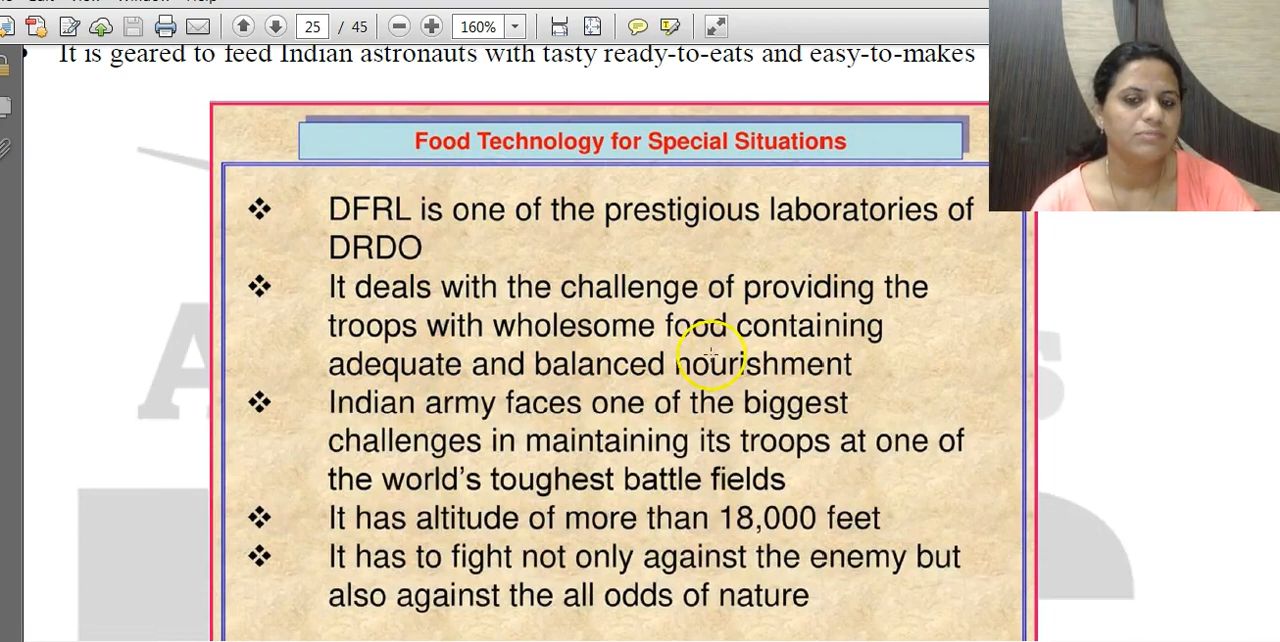 25 / 45
160%
It is geared to feed Indian astronauts with tasty ready-to-eats and easy-to-makes
Food Technology for Special Situations
❖ DFRL is one of the prestigious laboratories of
DRDO
❖ It deals with the challenge of providing the
troops with wholesome food containing
adequate and balanced nourishment
❖ Indian army faces one of the biggest
challenges in maintaining its troops at one of
the world's toughest battle fields
❖ It has altitude of more than 18,000 feet
❖ It has to fight not only against the enemy but
also against the all odds of nature